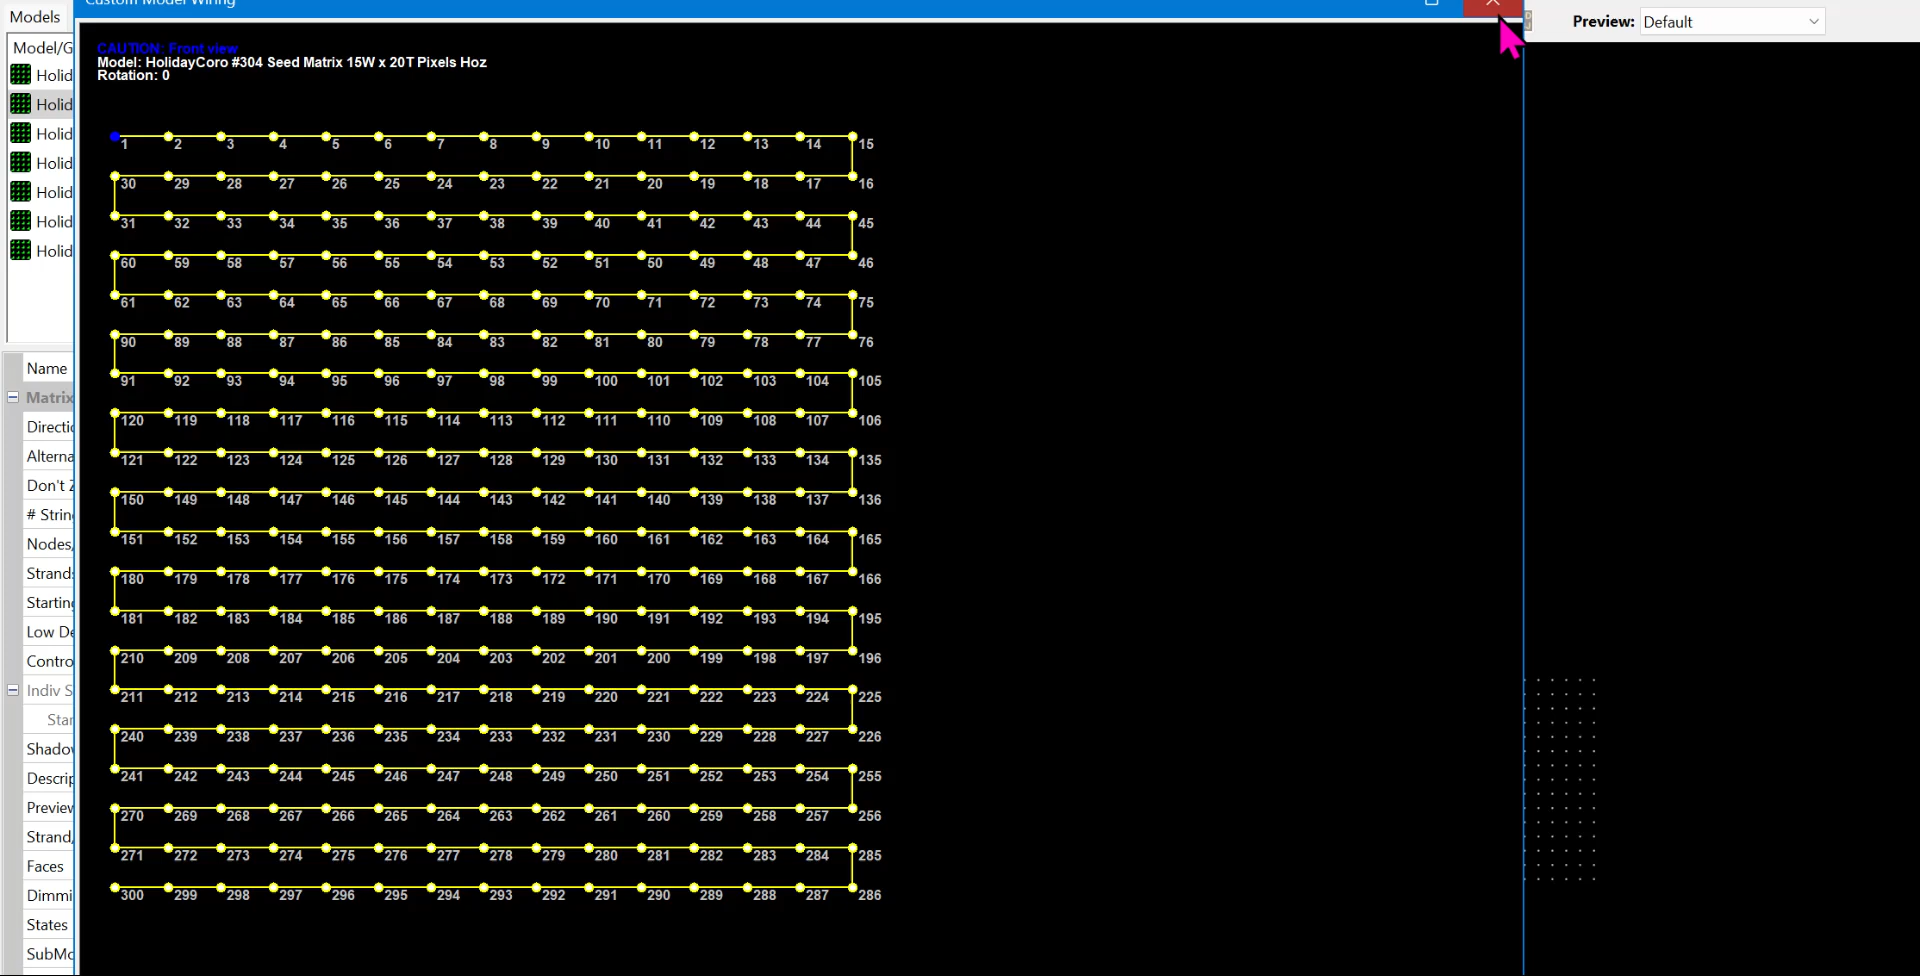 Custom Model Wiring
Models
Preview: Default
Model/G
Holid
Holid
Holid
Holid
Holid
Holid
Holid
Name
Matrix
Directio
Alterna
Don't Z
# String
Nodes/
Strands
Starting
Low De
Contro
Indiv S
Star
Shadow
Descrip
Preview
Strand/
Faces
Dimmi
States
SubMo
CAUTION: Front view
Model: HolidayCoro #304 Seed Matrix 15W x 20T Pixels Hoz
Rotation: 0
1 2 3 4 5 6 7 8 9 10 11 12 13 14 15
30 29 28 27 26 25 24 23 22 21 20 19 18 17 16
31 32 33 34 35 36 37 38 39 40 41 42 43 44 45
60 59 58 57 56 55 54 53 52 51 50 49 48 47 46
61 62 63 64 65 66 67 68 69 70 71 72 73 74 75
90 89 88 87 86 85 84 83 82 81 80 79 78 77 76
91 92 93 94 95 96 97 98 99 100 101 102 103 104 105
120 119 118 117 116 115 114 113 112 111 110 109 108 107 106
121 122 123 124 125 126 127 128 129 130 131 132 133 134 135
150 149 148 147 146 145 144 143 142 141 140 139 138 137 136
151 152 153 154 155 156 157 158 159 160 161 162 163 164 165
180 179 178 177 176 175 174 173 172 171 170 169 168 167 166
181 182 183 184 185 186 187 188 189 190 191 192 193 194 195
210 209 208 207 206 205 204 203 202 201 200 199 198 197 196
211 212 213 214 215 216 217 218 219 220 221 222 223 224 225
240 239 238 237 236 235 234 233 232 231 230 229 228 227 226
241 242 243 244 245 246 247 248 249 250 251 252 253 254 255
270 269 268 267 266 265 264 263 262 261 260 259 258 257 256
271 272 273 274 275 276 277 278 279 280 281 282 283 284 285
300 299 298 297 296 295 294 293 292 291 290 289 288 287 286